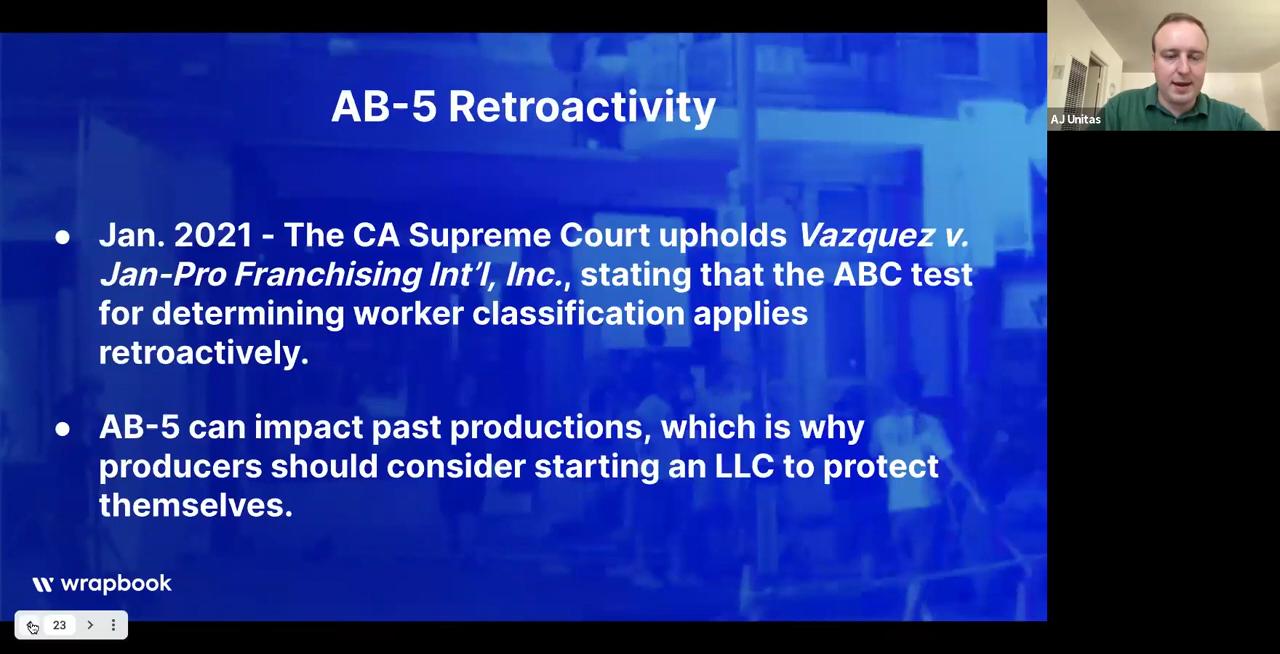 AB-5 Retroactivity
AJ Unitas
● Jan. 2021 - The CA Supreme Court upholds Vazquez v.
Jan-Pro Franchising Int’l, Inc., stating that the ABC test
for determining worker classification applies
retroactively.
● AB-5 can impact past productions, which is why
producers should consider starting an LLC to protect
themselves.
wrapbook
23